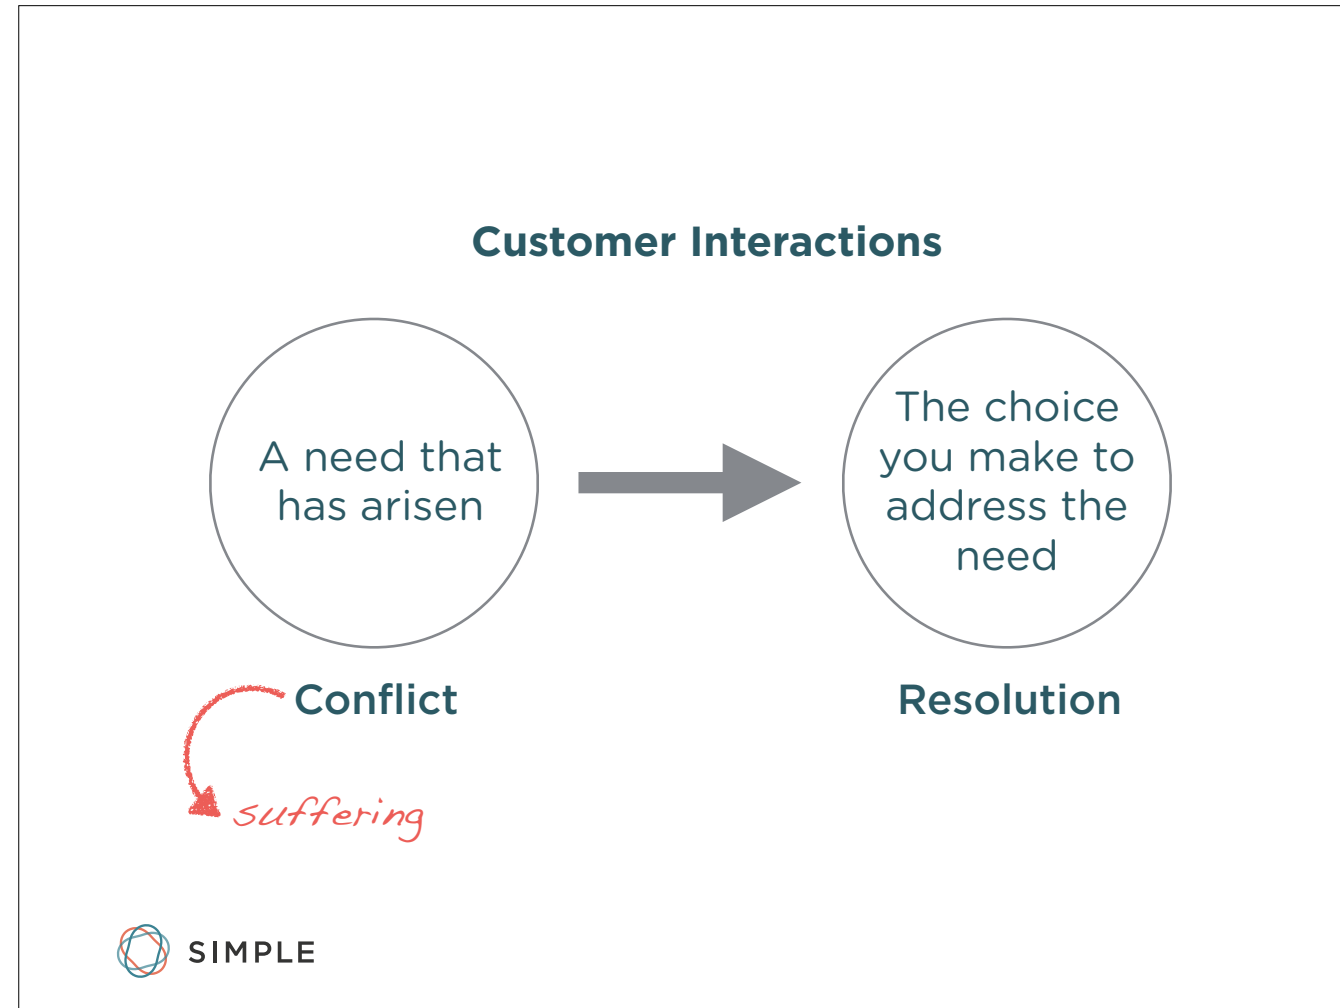 Customer Interactions
A need that
has arisen
The choice
you make to
address the
need
Conflict
Resolution
suffering
SIMPLE